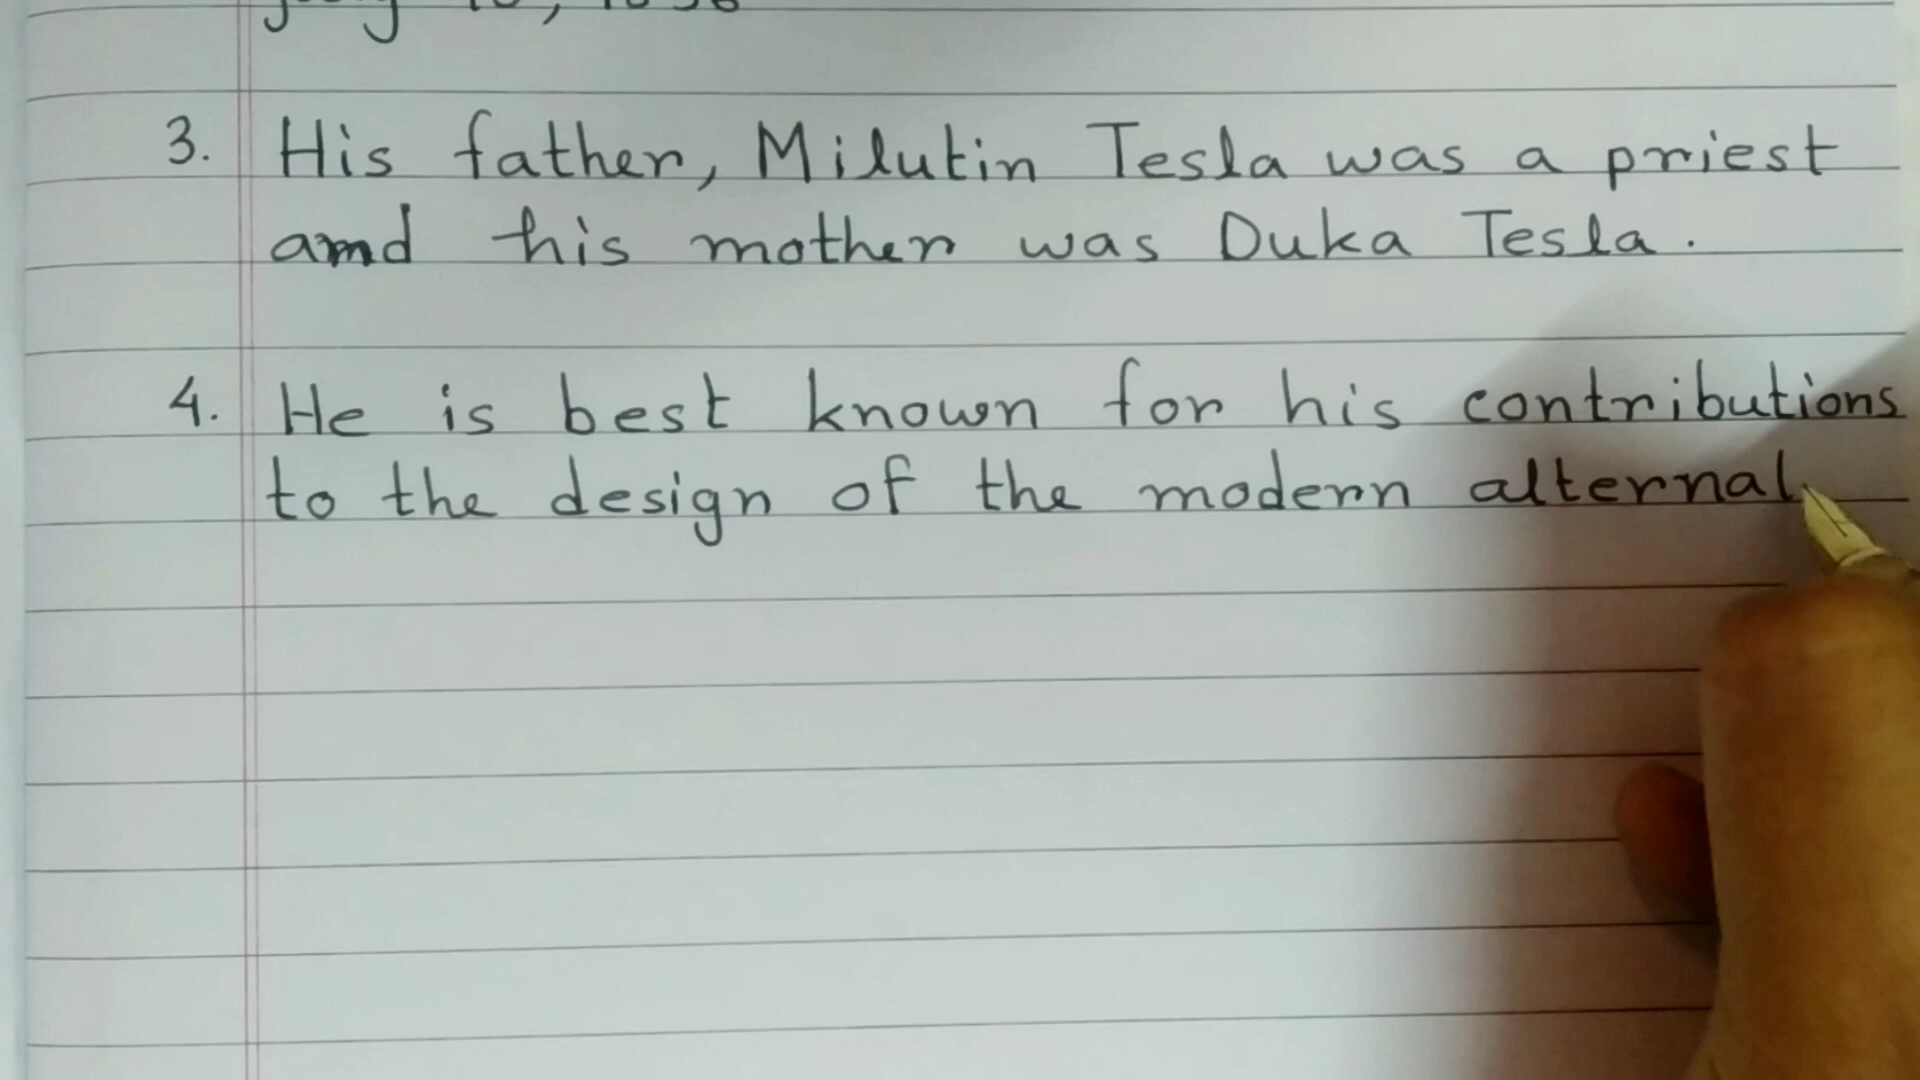 3. His father, Milutin Tesla was a priest
and his mother was Duka Tesla.
4. He is best known for his contributions
to the design of the modern alternal